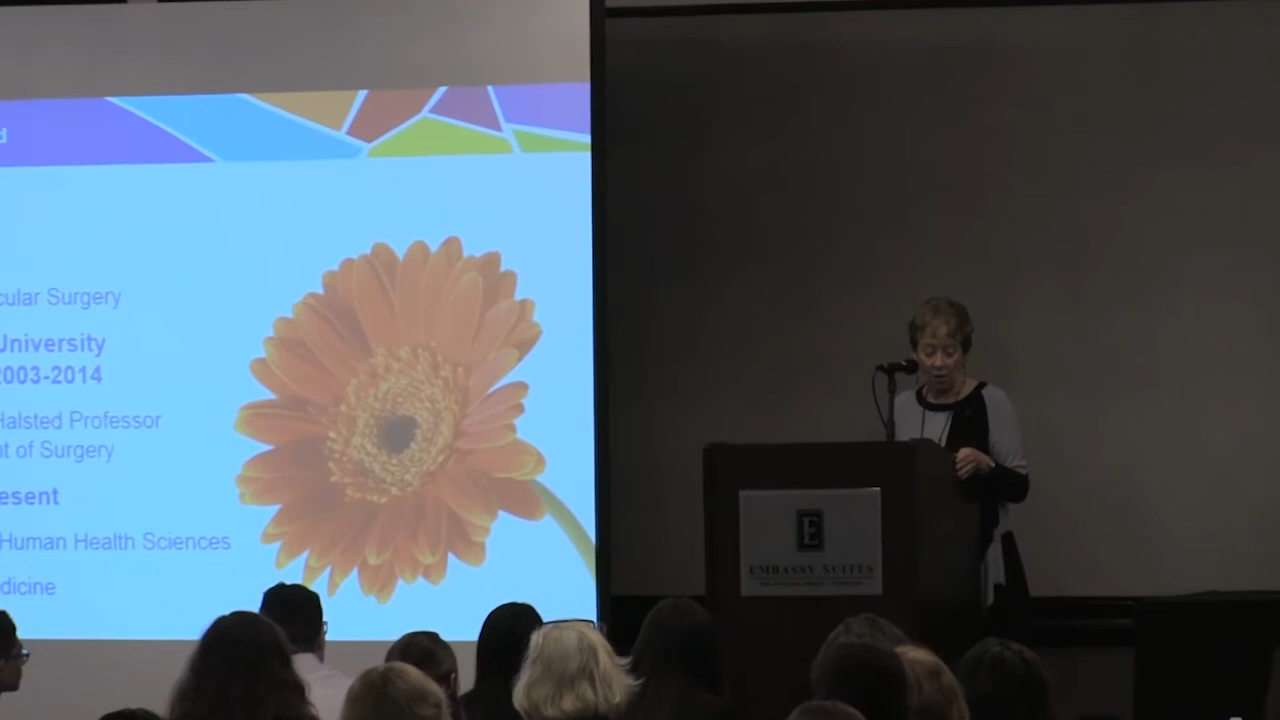 d
cular Surgery
University
2003-2014
Halsted Professor
nt of Surgery
esent
Human Health Sciences
dicine
E
EMBASSY SUITES